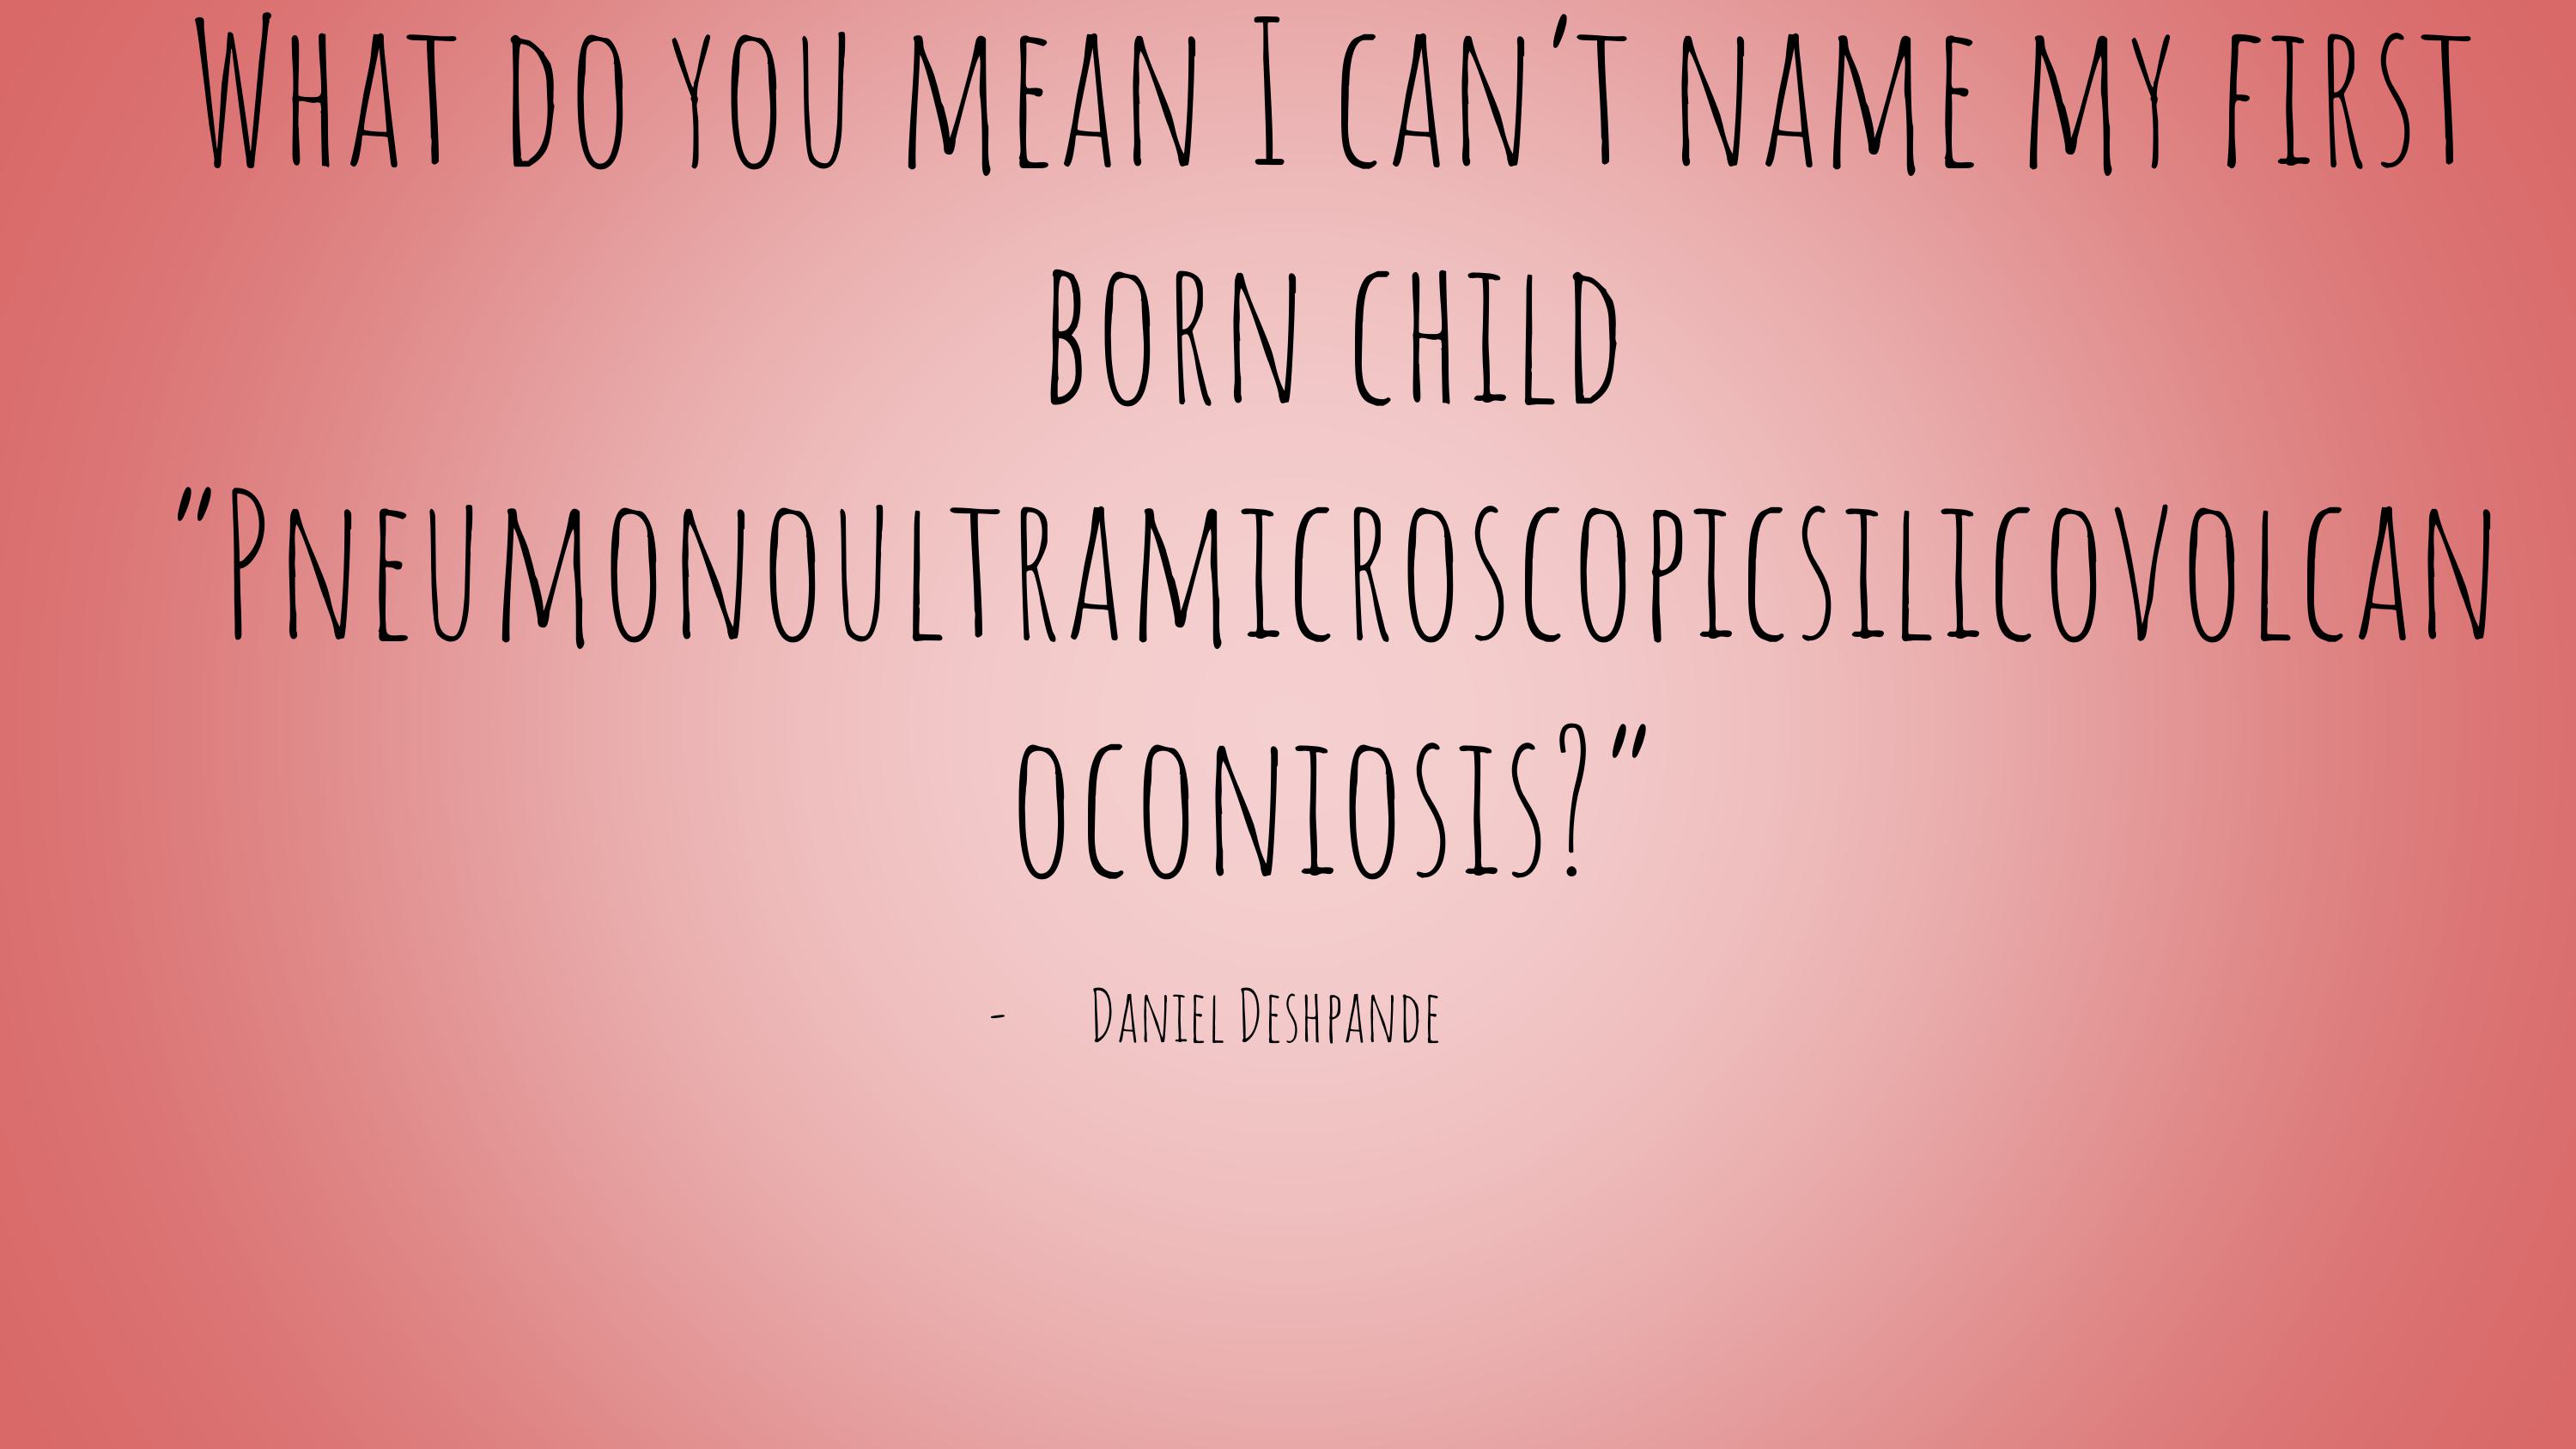 What do you mean I can't name my first
born child
"Pneumonoultramicroscopicsilicovolcan
oconiosis?"
- Daniel Deshpande